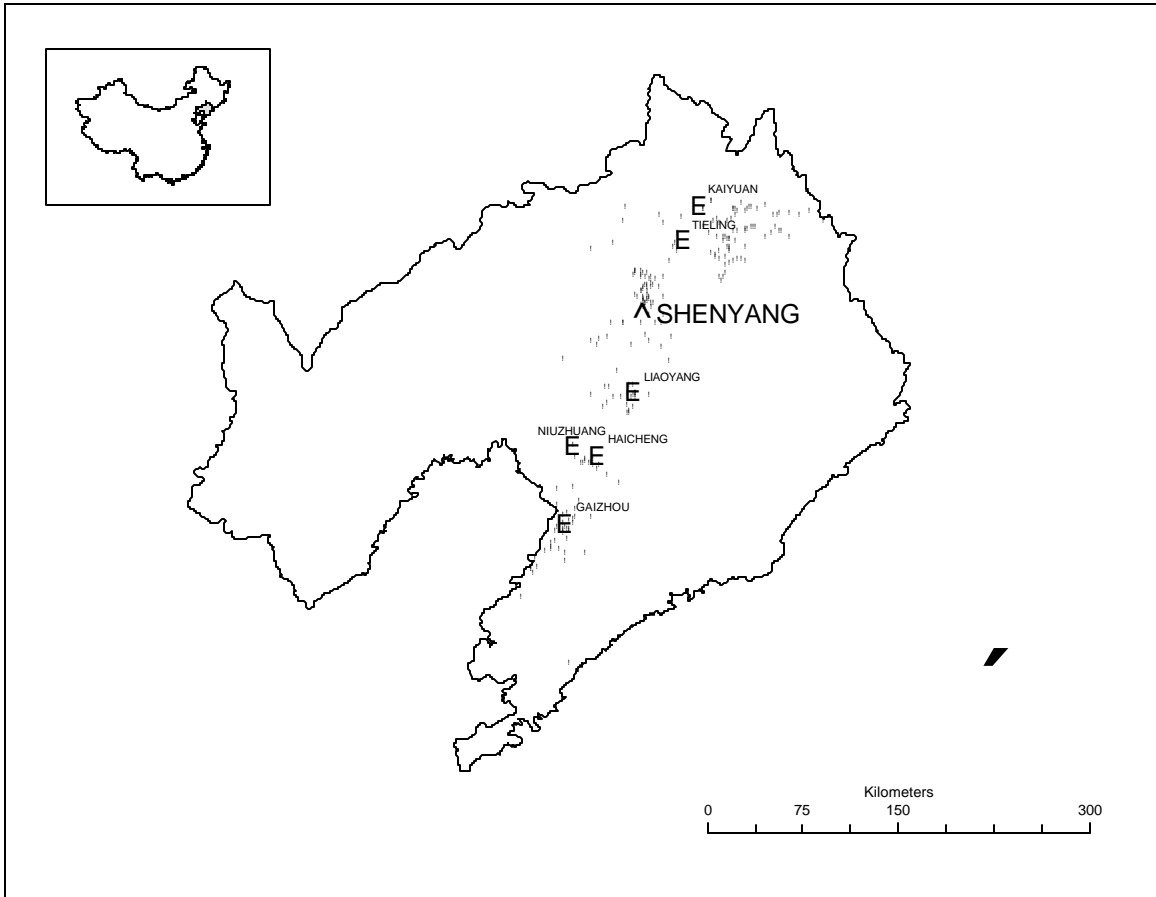 KAIYUAN
E
TIELING
E
^ SHENYANG
LIAOYANG
E
NIUZHUANG
E
HAICHENG
E
GAIZHOU
E
Kilometers
0 75 150 300